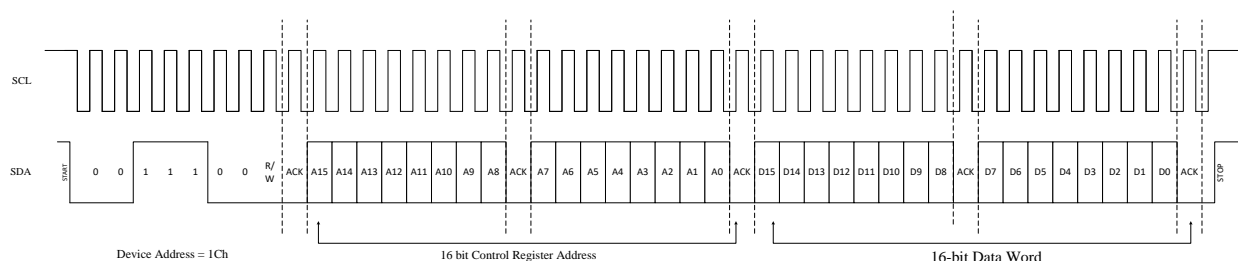 SCL
SDA
START 0 0 1 1 1 0 0 R/W ACK A15 A14 A13 A12 A11 A10 A9 A8 ACK A7 A6 A5 A4 A3 A2 A1 A0 ACK D15 D14 D13 D12 D11 D10 D9 D8 ACK D7 D6 D5 D4 D3 D2 D1 D0 ACK STOP
Device Address = 1Ch
16 bit Control Register Address
16-bit Data Word